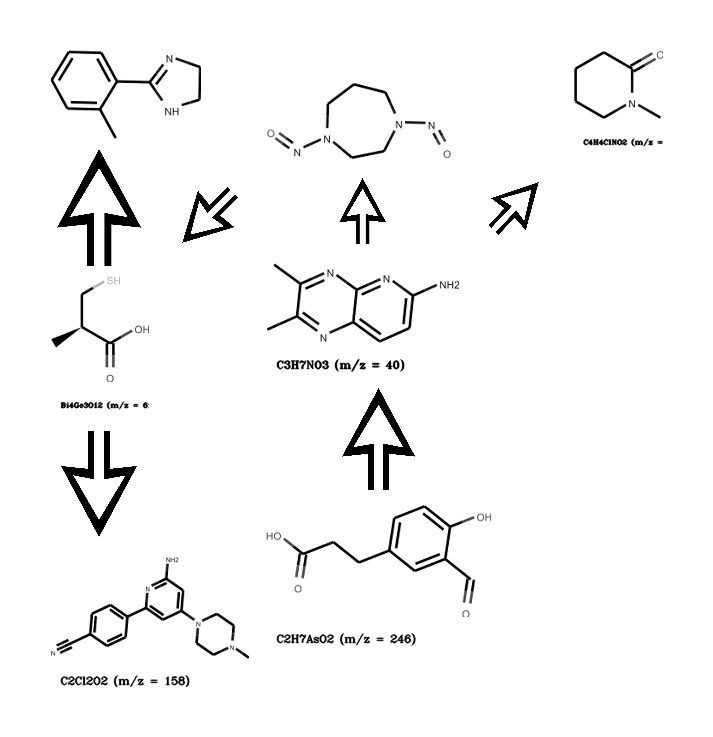 N
NH
O
N
N
N
N
O
O
N
C4H4ClNO2 (m/z =
SH
OH
O
Bi4Ge3O12 (m/z = 6
N
N
N
NH2
C3H7NO3 (m/z = 40)
HO
O
OH
O
C2H7AsO2 (m/z = 246)
NH2
N
N
N
N
C2Cl2O2 (m/z = 158)